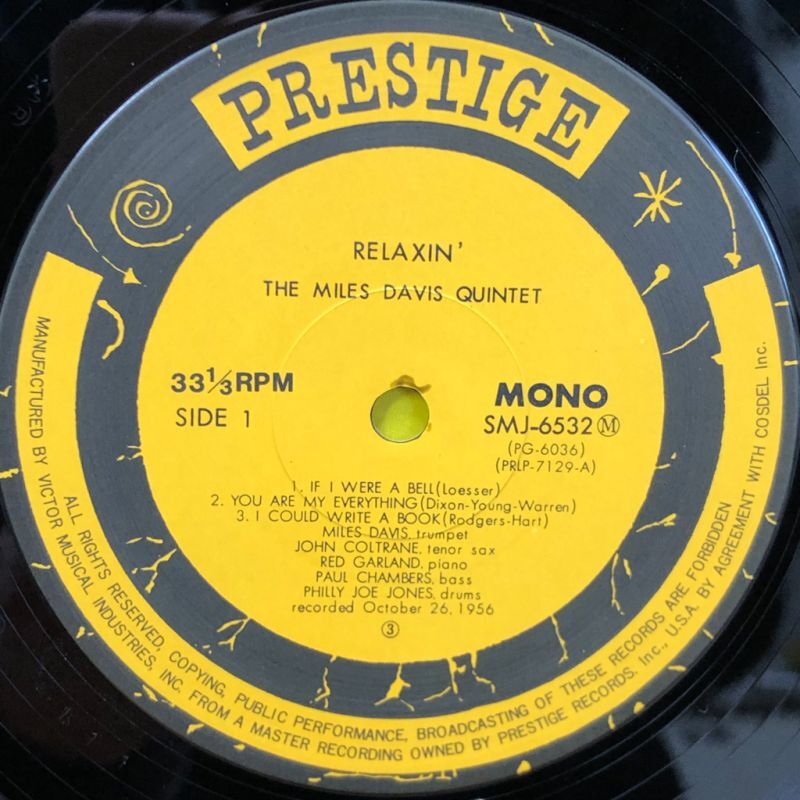 PRESTIGE
RELAXIN'
THE MILES DAVIS QUINTET
33⅓RPM
SIDE 1
MONO
SMJ-6532Ⓜ
(PG-6036)
(PRLP-7129-A)
1. IF I WERE A BELL(Loesser)
2. YOU ARE MY EVERYTHING(Dixon-Young-Warren)
3. I COULD WRITE A BOOK(Rodgers-Hart)
MILES DAVIS, trumpet
JOHN COLTRANE, tenor sax
RED GARLAND, piano
PAUL CHAMBERS, bass
PHILLY JOE JONES, drums
recorded October 26, 1956
③
ALL RIGHTS RESERVED, COPYING, PUBLIC PERFORMANCE, BROADCASTING OF THESE RECORDS ARE FORBIDDEN
MANUFACTURED BY VICTOR MUSICAL INDUSTRIES, INC. FROM A MASTER RECORDING OWNED BY PRESTIGE RECORDS, Inc., U.S.A. BY AGREEMENT WITH COSDEL Inc.